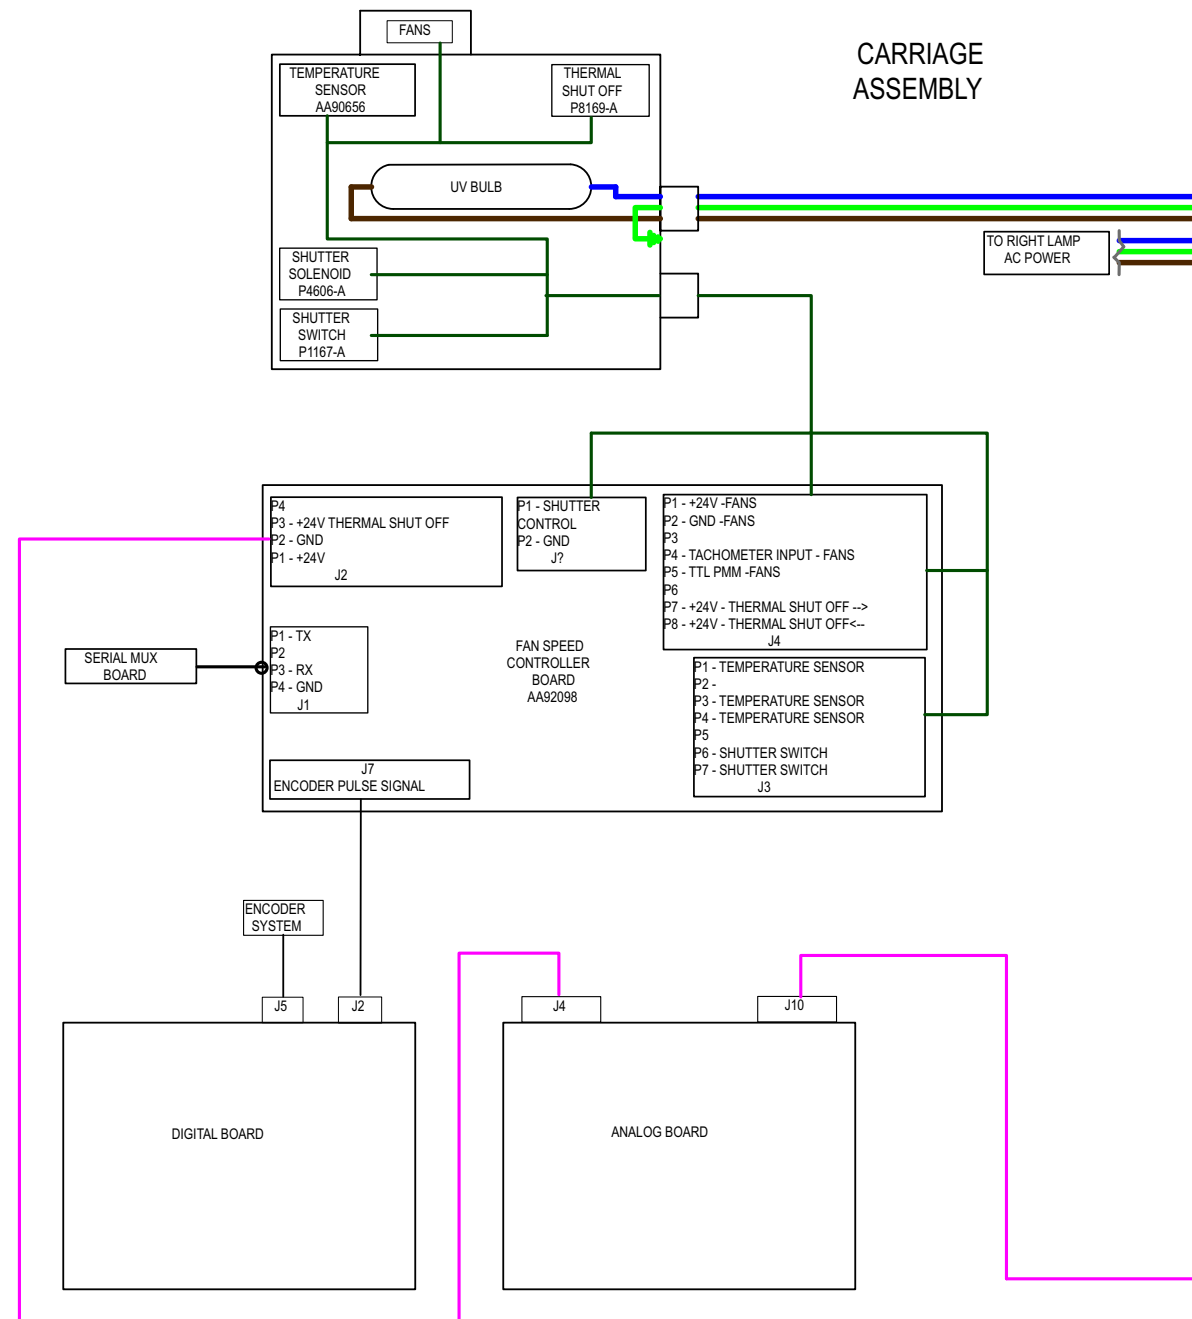 FANS
CARRIAGE
ASSEMBLY
TEMPERATURE
SENSOR
AA90656
THERMAL
SHUT OFF
P8169-A
UV BULB
TO RIGHT LAMP
AC POWER
SHUTTER
SOLENOID
P4606-A
SHUTTER
SWITCH
P1167-A
P4
P3 - +24V THERMAL SHUT OFF
P2 - GND
P1 - +24V
J2
P1 - SHUTTER
CONTROL
P2 - GND
J?
P1 - +24V -FANS
P2 - GND -FANS
P3
P4 - TACHOMETER INPUT - FANS
P5 - TTL PMM -FANS
P6
P7 - +24V - THERMAL SHUT OFF -->
P8 - +24V - THERMAL SHUT OFF<--
J4
P1 - TX
P2
P3 - RX
P4 - GND
J1
SERIAL MUX
BOARD
FAN SPEED
CONTROLLER
BOARD
AA92098
P1 - TEMPERATURE SENSOR
P2 -
P3 - TEMPERATURE SENSOR
P4 - TEMPERATURE SENSOR
P5
P6 - SHUTTER SWITCH
P7 - SHUTTER SWITCH
J3
J7
ENCODER PULSE SIGNAL
ENCODER
SYSTEM
J5
J2
J4
J10
DIGITAL BOARD
ANALOG BOARD